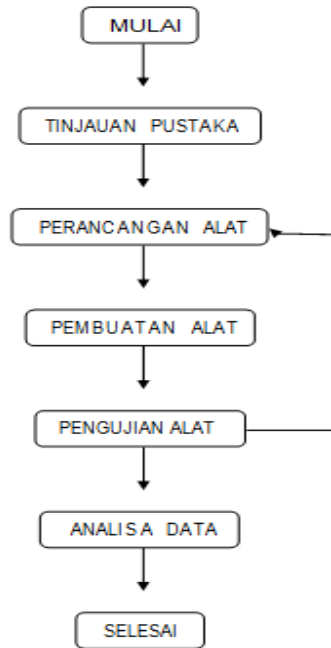 MULAI
TINJAUAN PUSTAKA
PERANCANGAN ALAT
PEMBUATAN ALAT
PENGUJIAN ALAT
ANALISA DATA
SELESAI